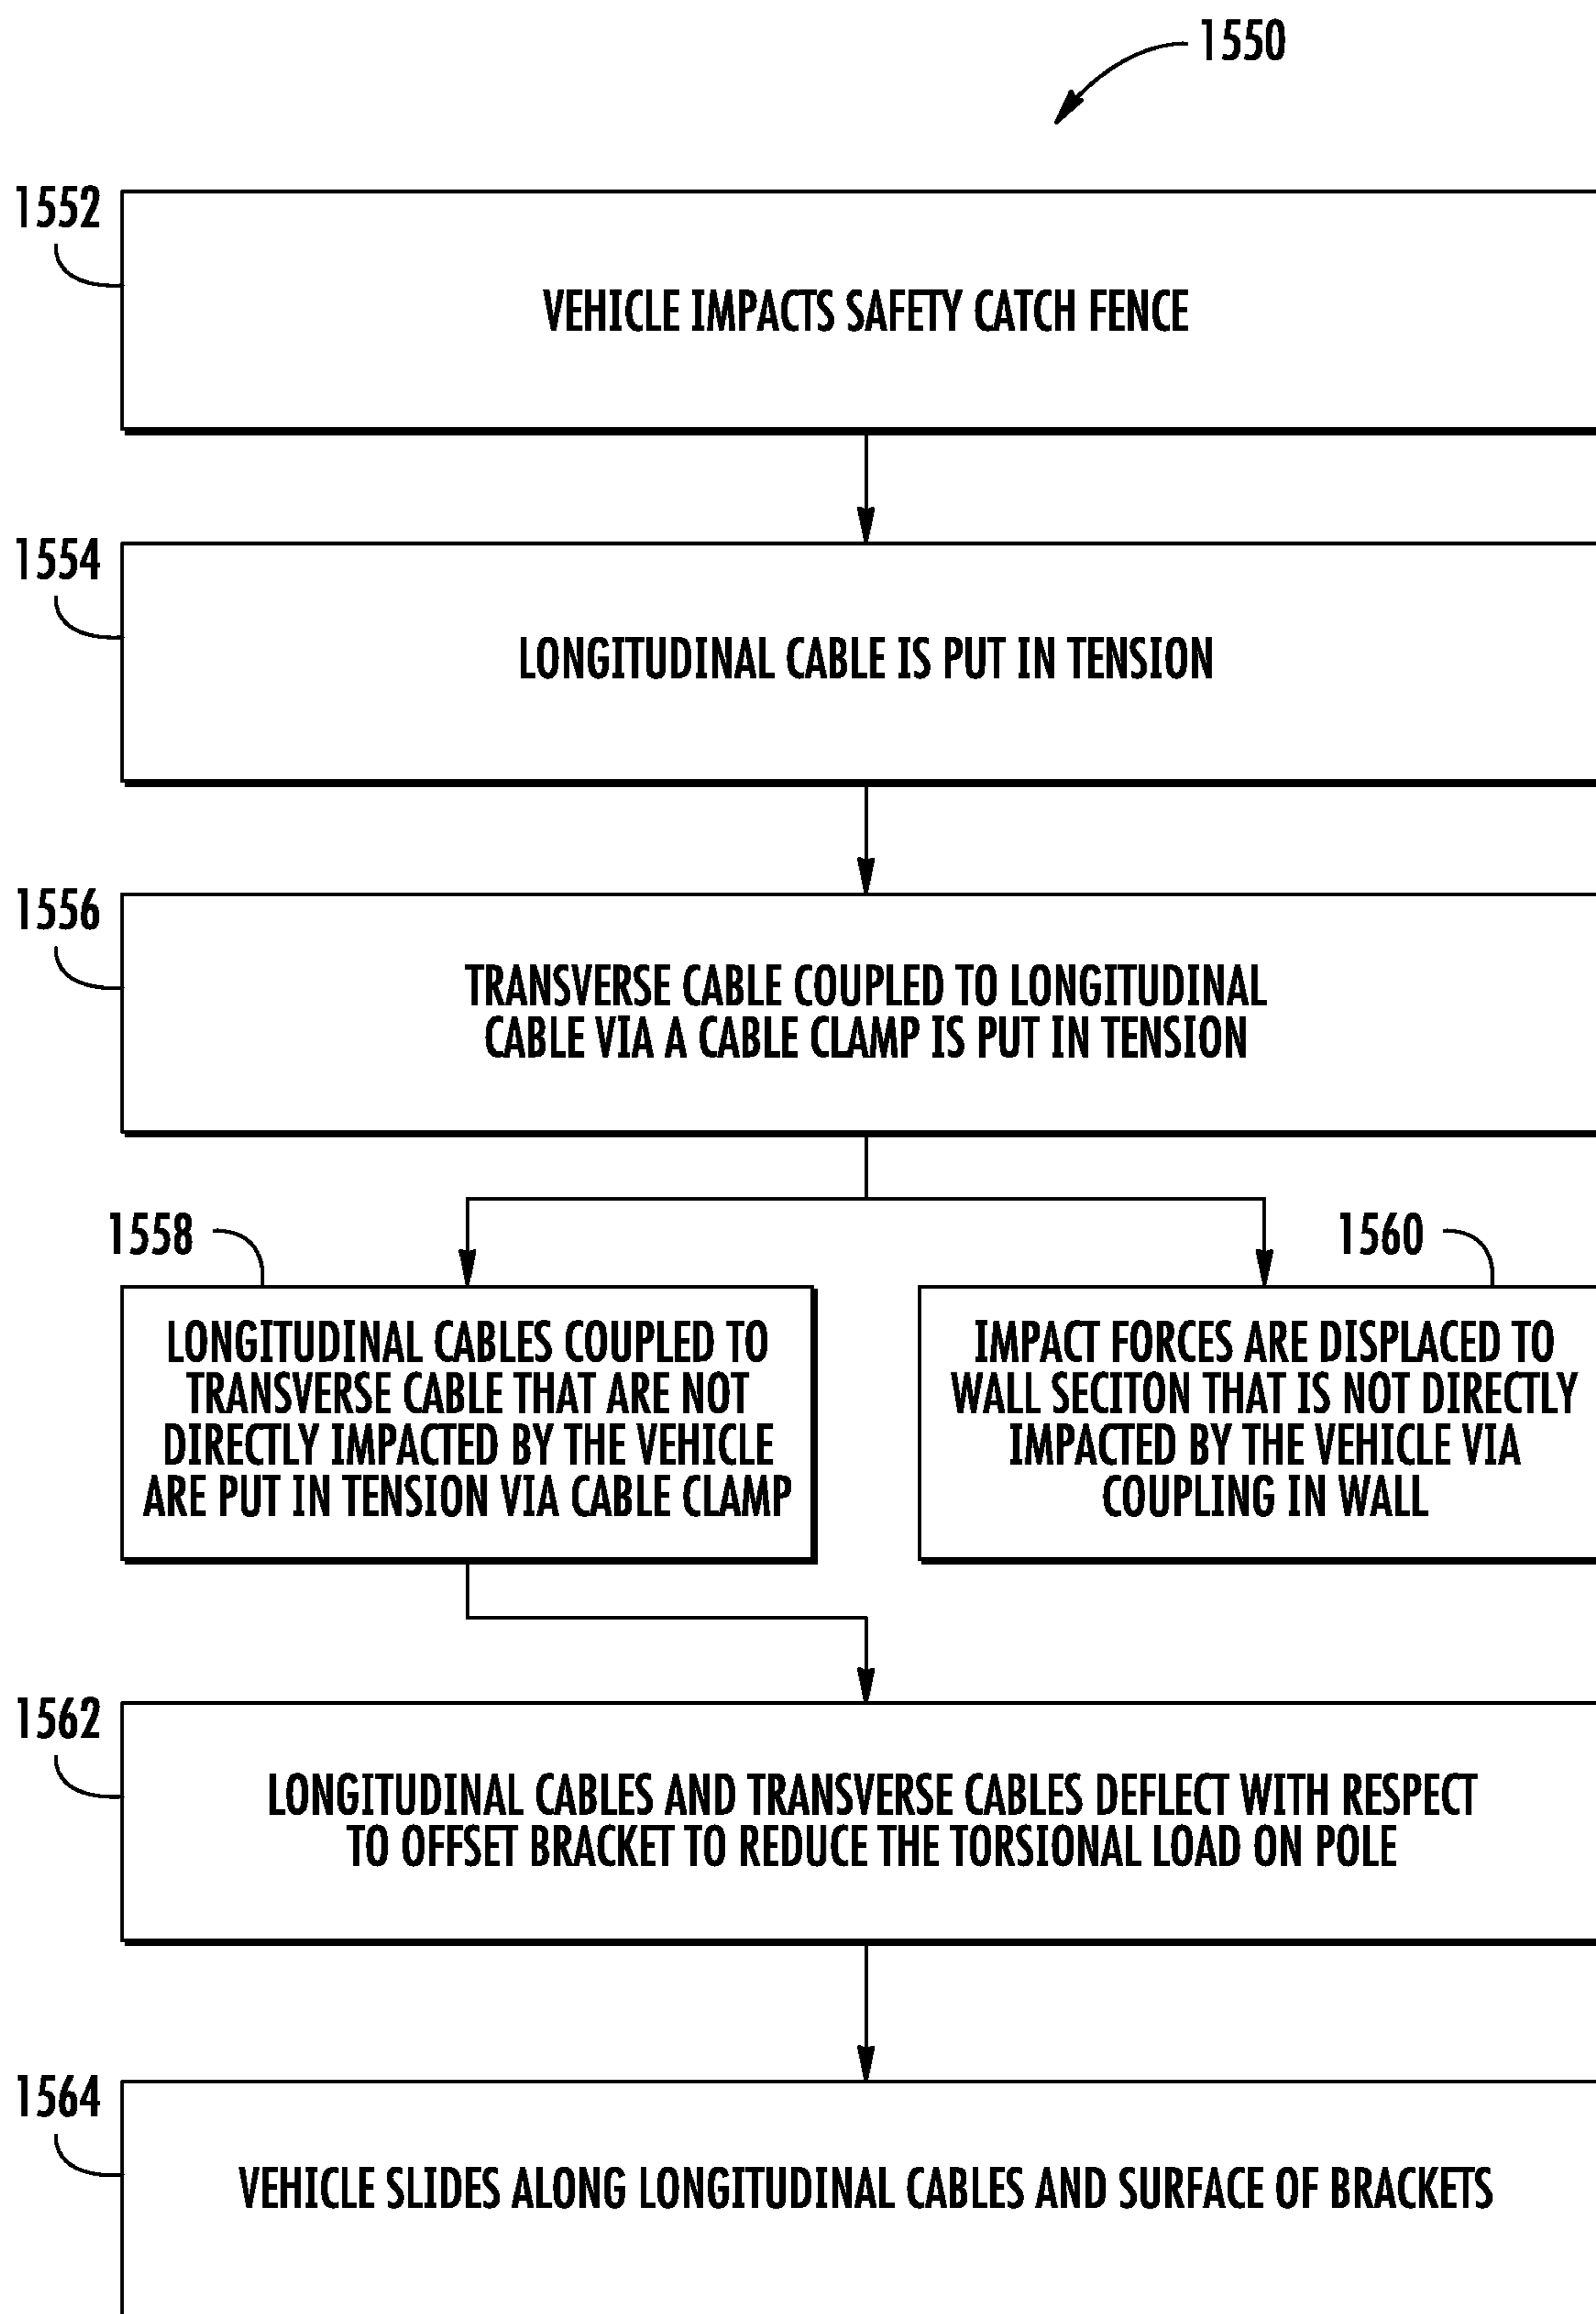 1550
1552
VEHICLE IMPACTS SAFETY CATCH FENCE
1554
LONGITUDINAL CABLE IS PUT IN TENSION
1556
TRANSVERSE CABLE COUPLED TO LONGITUDINAL
CABLE VIA A CABLE CLAMP IS PUT IN TENSION
1558
LONGITUDINAL CABLES COUPLED TO
TRANSVERSE CABLE THAT ARE NOT
DIRECTLY IMPACTED BY THE VEHICLE
ARE PUT IN TENSION VIA CABLE CLAMP
1560
IMPACT FORCES ARE DISPLACED TO
WALL SECITON THAT IS NOT DIRECTLY
IMPACTED BY THE VEHICLE VIA
COUPLING IN WALL
1562
LONGITUDINAL CABLES AND TRANSVERSE CABLES DEFLECT WITH RESPECT
TO OFFSET BRACKET TO REDUCE THE TORSIONAL LOAD ON POLE
1564
VEHICLE SLIDES ALONG LONGITUDINAL CABLES AND SURFACE OF BRACKETS